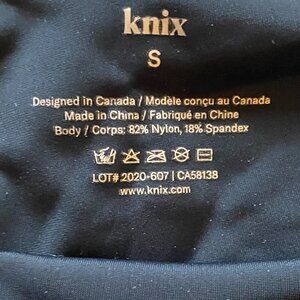 knix
S
Designed in Canada / Modèle conçu au Canada
Made in China / Fabriqué en Chine
Body / Corps: 82% Nylon, 18% Spandex
LOT# 2020-607 | CA58138
www.knix.com